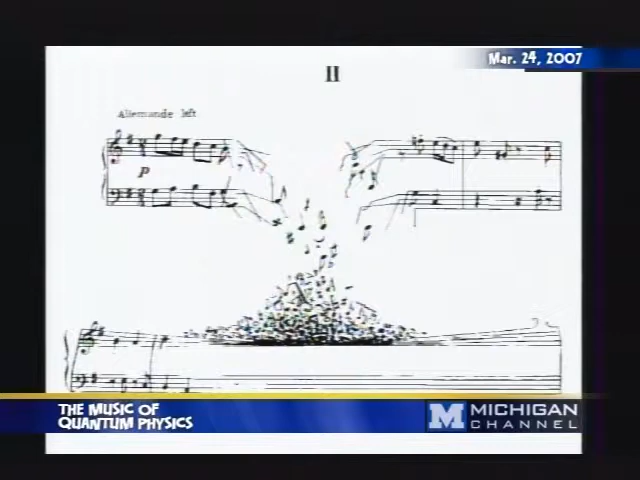 Mar. 24, 2007
II
Allemande left
p
THE MUSIC OF
QUANTUM PHYSICS
M MICHIGAN
CHANNEL